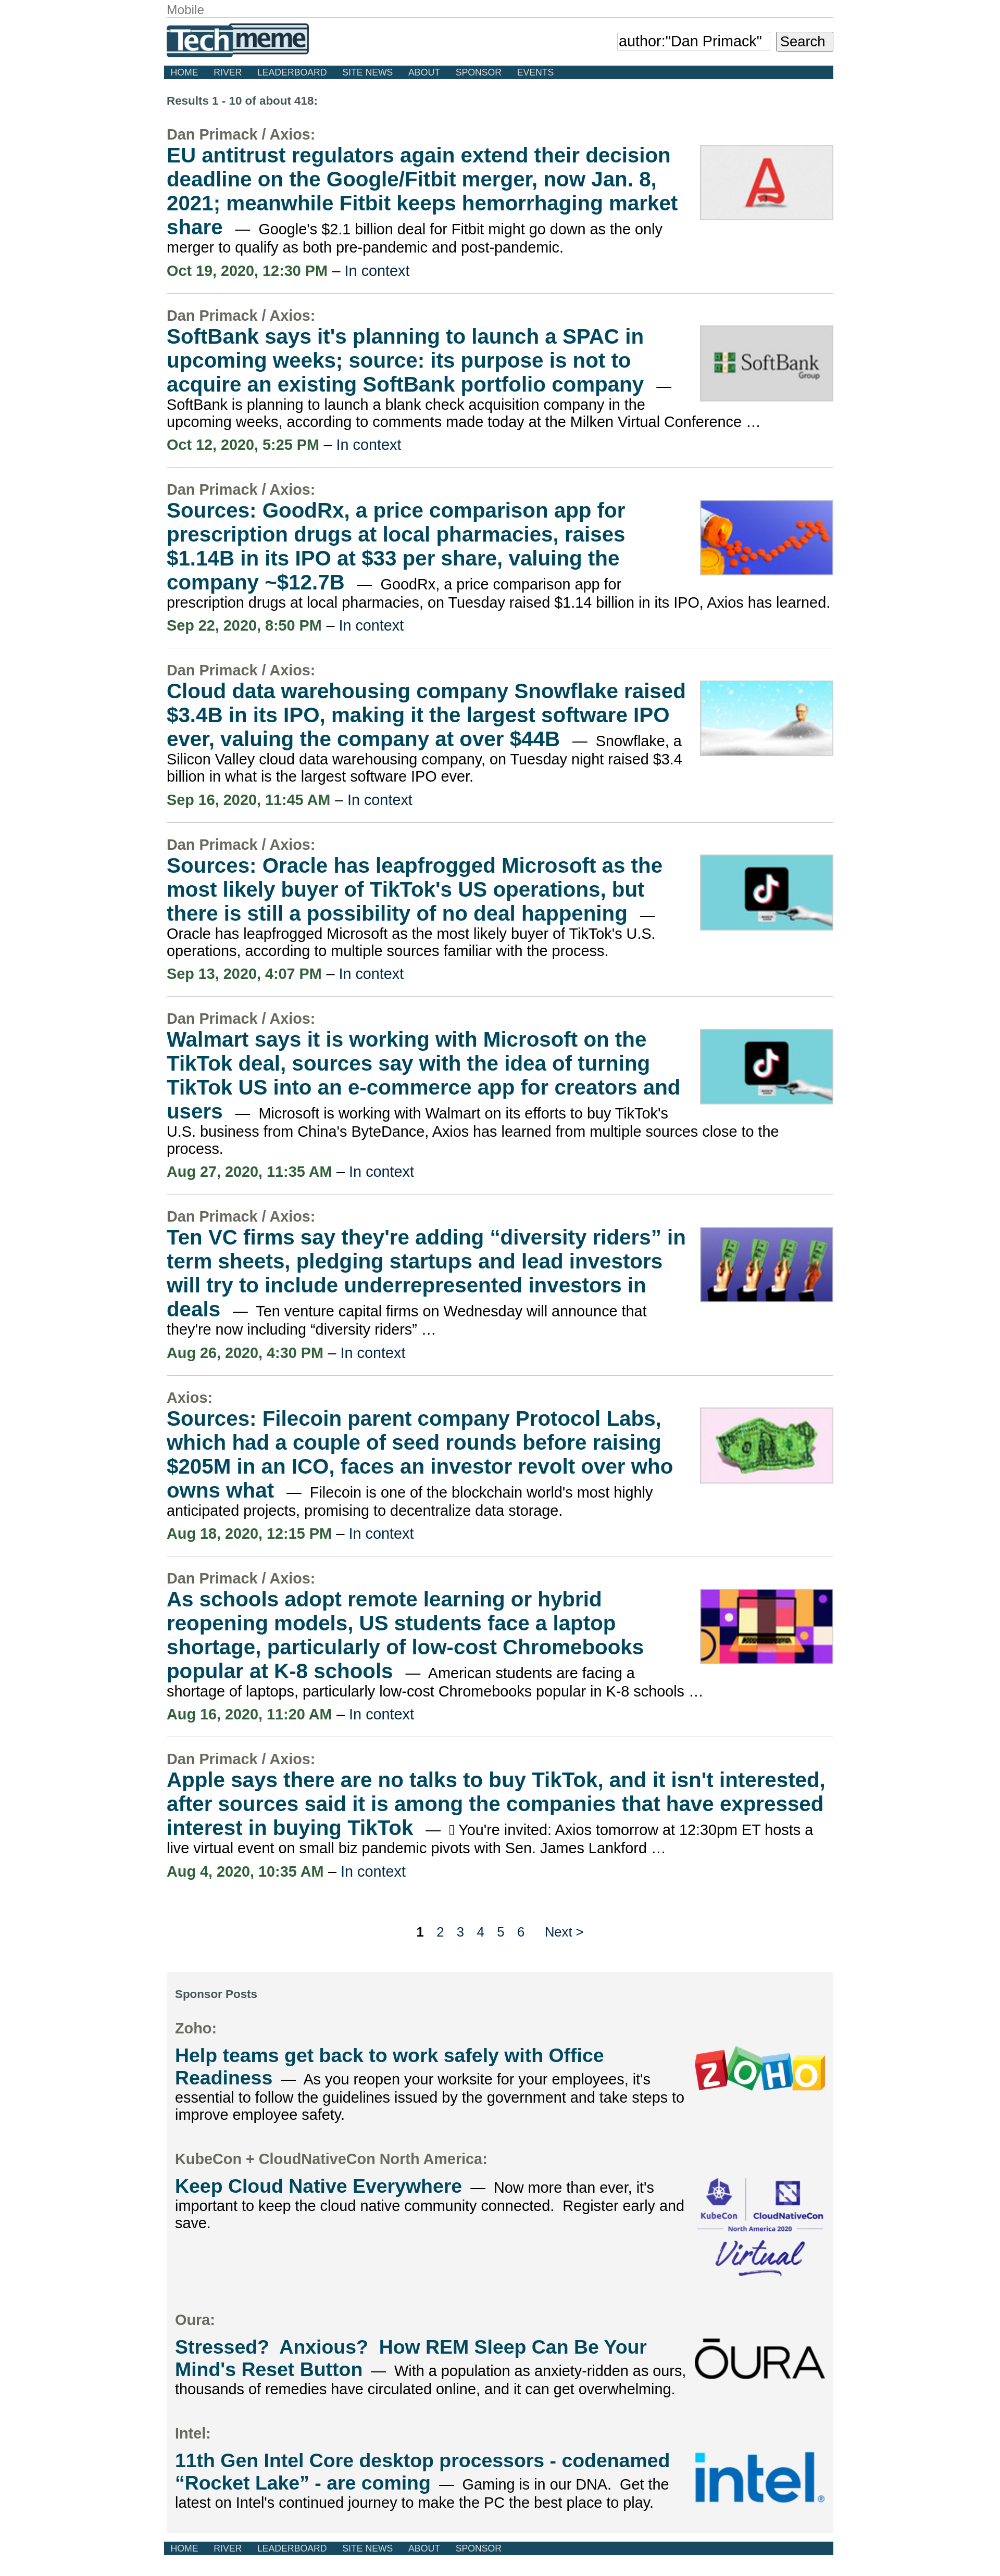 Mobile
Techmeme
author:"Dan Primack" Search
HOME RIVER LEADERBOARD SITE NEWS ABOUT SPONSOR EVENTS
Results 1 - 10 of about 418:
Dan Primack / Axios:
EU antitrust regulators again extend their decision
deadline on the Google/Fitbit merger, now Jan. 8,
2021; meanwhile Fitbit keeps hemorrhaging market
share — Google's $2.1 billion deal for Fitbit might go down as the only
merger to qualify as both pre-pandemic and post-pandemic.
Oct 19, 2020, 12:30 PM – In context
Dan Primack / Axios:
SoftBank says it's planning to launch a SPAC in
upcoming weeks; source: its purpose is not to
acquire an existing SoftBank portfolio company —
SoftBank is planning to launch a blank check acquisition company in the
upcoming weeks, according to comments made today at the Milken Virtual Conference …
SoftBank
Group
Oct 12, 2020, 5:25 PM – In context
Dan Primack / Axios:
Sources: GoodRx, a price comparison app for
prescription drugs at local pharmacies, raises
$1.14B in its IPO at $33 per share, valuing the
company ~$12.7B — GoodRx, a price comparison app for
prescription drugs at local pharmacies, on Tuesday raised $1.14 billion in its IPO, Axios has learned.
Sep 22, 2020, 8:50 PM – In context
Dan Primack / Axios:
Cloud data warehousing company Snowflake raised
$3.4B in its IPO, making it the largest software IPO
ever, valuing the company at over $44B — Snowflake, a
Silicon Valley cloud data warehousing company, on Tuesday night raised $3.4
billion in what is the largest software IPO ever.
Sep 16, 2020, 11:45 AM – In context
Dan Primack / Axios:
Sources: Oracle has leapfrogged Microsoft as the
most likely buyer of TikTok's US operations, but
there is still a possibility of no deal happening —
Oracle has leapfrogged Microsoft as the most likely buyer of TikTok's U.S.
operations, according to multiple sources familiar with the process.
Sep 13, 2020, 4:07 PM – In context
Dan Primack / Axios:
Walmart says it is working with Microsoft on the
TikTok deal, sources say with the idea of turning
TikTok US into an e-commerce app for creators and
users — Microsoft is working with Walmart on its efforts to buy TikTok's
U.S. business from China's ByteDance, Axios has learned from multiple sources close to the
process.
Aug 27, 2020, 11:35 AM – In context
Dan Primack / Axios:
Ten VC firms say they're adding “diversity riders” in
term sheets, pledging startups and lead investors
will try to include underrepresented investors in
deals — Ten venture capital firms on Wednesday will announce that
they're now including “diversity riders” …
Aug 26, 2020, 4:30 PM – In context
Axios:
Sources: Filecoin parent company Protocol Labs,
which had a couple of seed rounds before raising
$205M in an ICO, faces an investor revolt over who
owns what — Filecoin is one of the blockchain world's most highly
anticipated projects, promising to decentralize data storage.
Aug 18, 2020, 12:15 PM – In context
Dan Primack / Axios:
As schools adopt remote learning or hybrid
reopening models, US students face a laptop
shortage, particularly of low-cost Chromebooks
popular at K-8 schools — American students are facing a
shortage of laptops, particularly low-cost Chromebooks popular in K-8 schools …
Aug 16, 2020, 11:20 AM – In context
Dan Primack / Axios:
Apple says there are no talks to buy TikTok, and it isn't interested,
after sources said it is among the companies that have expressed
interest in buying TikTok — You're invited: Axios tomorrow at 12:30pm ET hosts a
live virtual event on small biz pandemic pivots with Sen. James Lankford …
Aug 4, 2020, 10:35 AM – In context
1 2 3 4 5 6 Next >
Sponsor Posts
Zoho:
Help teams get back to work safely with Office
Readiness — As you reopen your worksite for your employees, it's
essential to follow the guidelines issued by the government and take steps to
improve employee safety.
ZOHO
KubeCon + CloudNativeCon North America:
Keep Cloud Native Everywhere — Now more than ever, it's
important to keep the cloud native community connected. Register early and
save.
KubeCon CloudNativeCon
North America 2020
Virtual
Oura:
Stressed? Anxious? How REM Sleep Can Be Your
Mind's Reset Button — With a population as anxiety-ridden as ours,
thousands of remedies have circulated online, and it can get overwhelming.
ŌURA
Intel:
11th Gen Intel Core desktop processors - codenamed
“Rocket Lake” - are coming — Gaming is in our DNA. Get the
latest on Intel's continued journey to make the PC the best place to play.
intel®
HOME RIVER LEADERBOARD SITE NEWS ABOUT SPONSOR